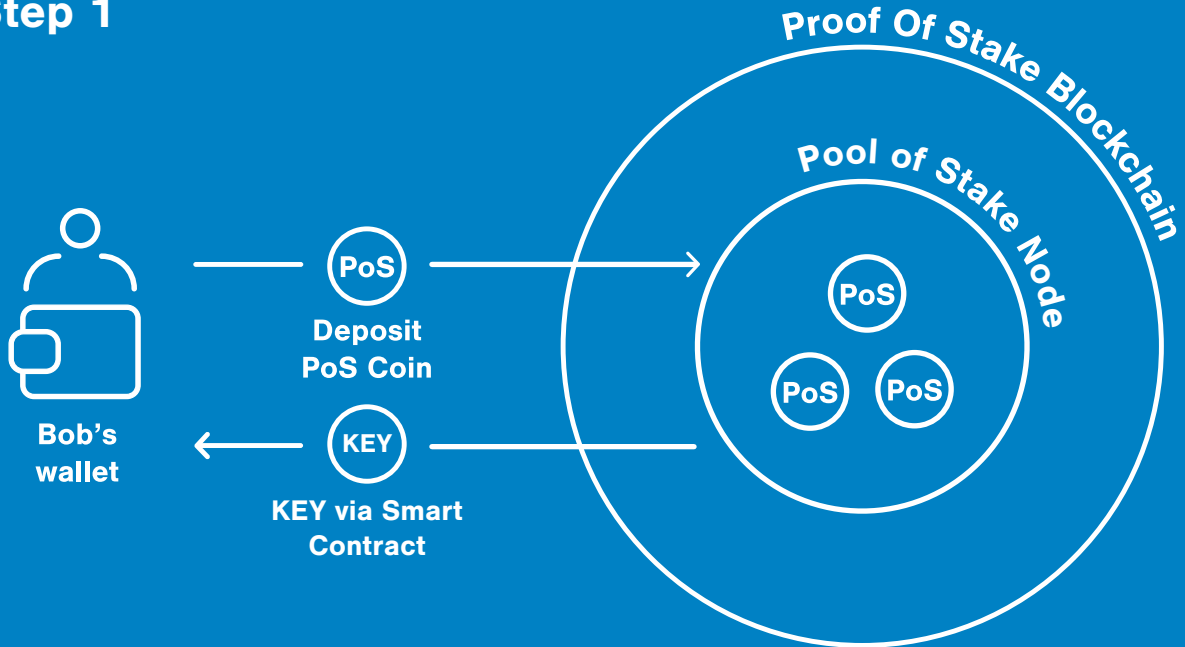 Step 1
Proof Of Stake Blockchain
Pool of Stake Node
PoS
Deposit
PoS Coin
KEY
KEY via Smart
Contract
Bob's
wallet
PoS
PoS
PoS